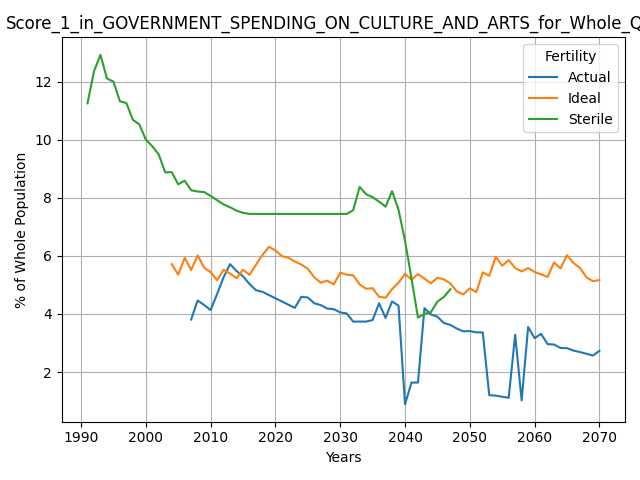 Score_1_in_GOVERNMENT_SPENDING_ON_CULTURE_AND_ARTS_for_Whole_Q
Fertility
Actual
Ideal
Sterile
% of Whole Population
12
10
8
6
4
2
1990 2000 2010 2020 2030 2040 2050 2060 2070
Years